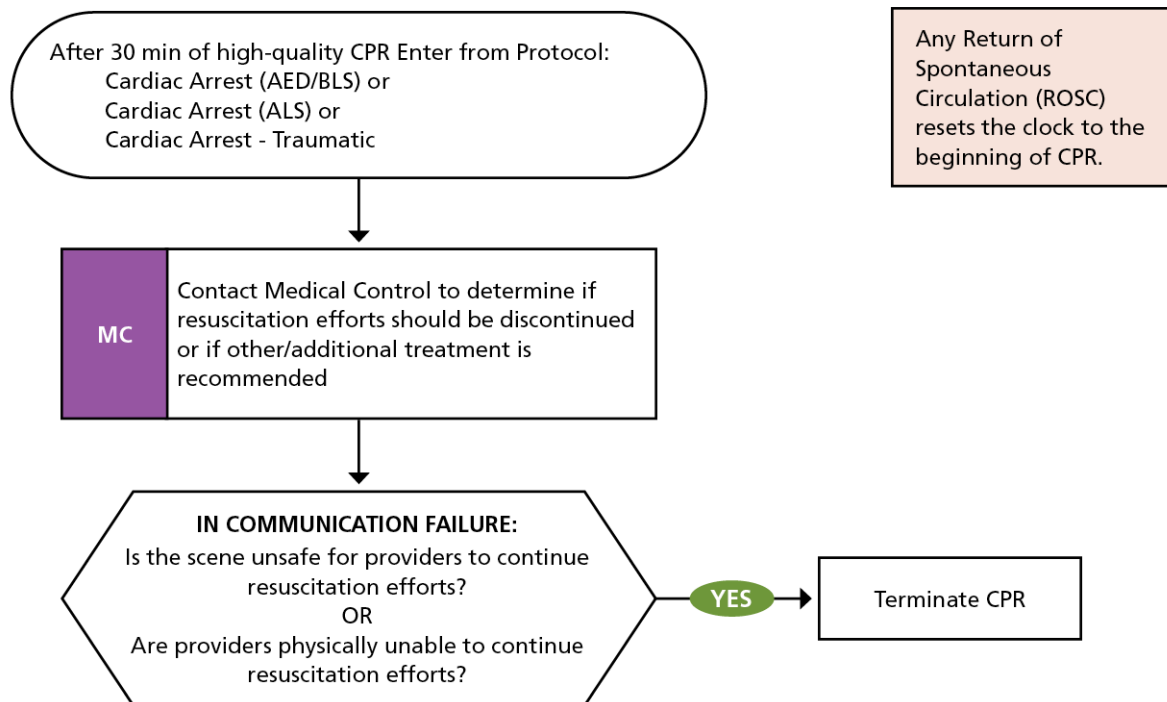 After 30 min of high-quality CPR Enter from Protocol:
Cardiac Arrest (AED/BLS) or
Cardiac Arrest (ALS) or
Cardiac Arrest - Traumatic
Any Return of
Spontaneous
Circulation (ROSC)
resets the clock to the
beginning of CPR.
MC
Contact Medical Control to determine if
resuscitation efforts should be discontinued
or if other/additional treatment is
recommended
IN COMMUNICATION FAILURE:
Is the scene unsafe for providers to continue
resuscitation efforts?
OR
Are providers physically unable to continue
resuscitation efforts?
YES
Terminate CPR